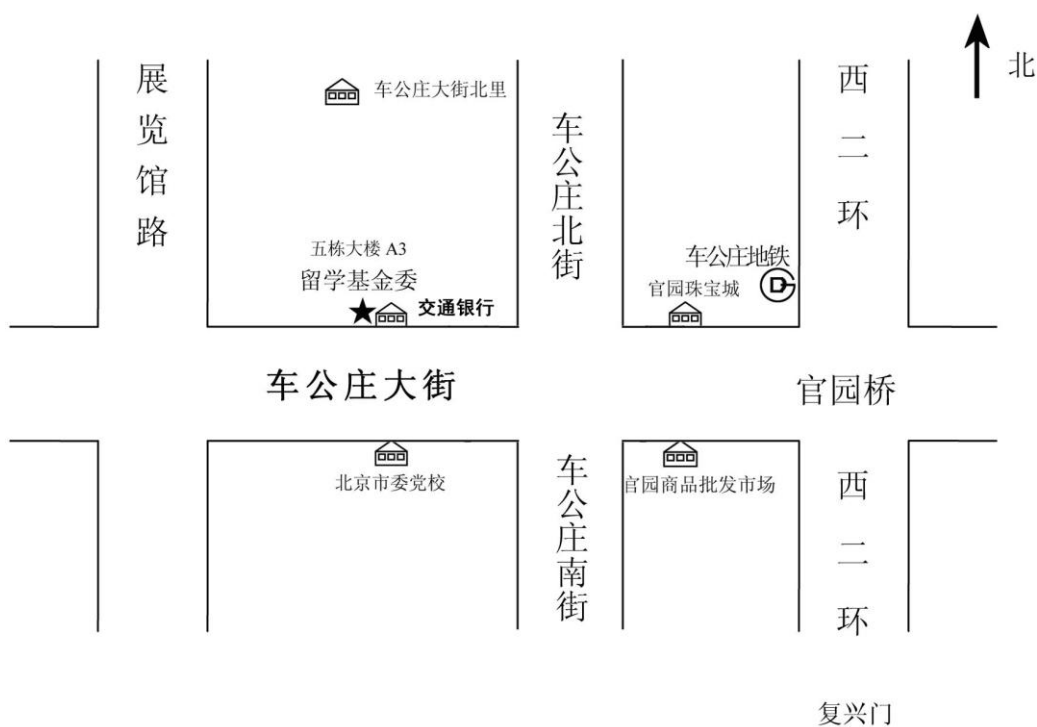 北
展览馆路
车公庄大街北里
车公庄北街
西二环
五栋大楼 A3
留学基金委
交通银行
车公庄地铁
官园珠宝城
车公庄大街
官园桥
北京市委党校
车公庄南街
官园商品批发市场
西二环
复兴门